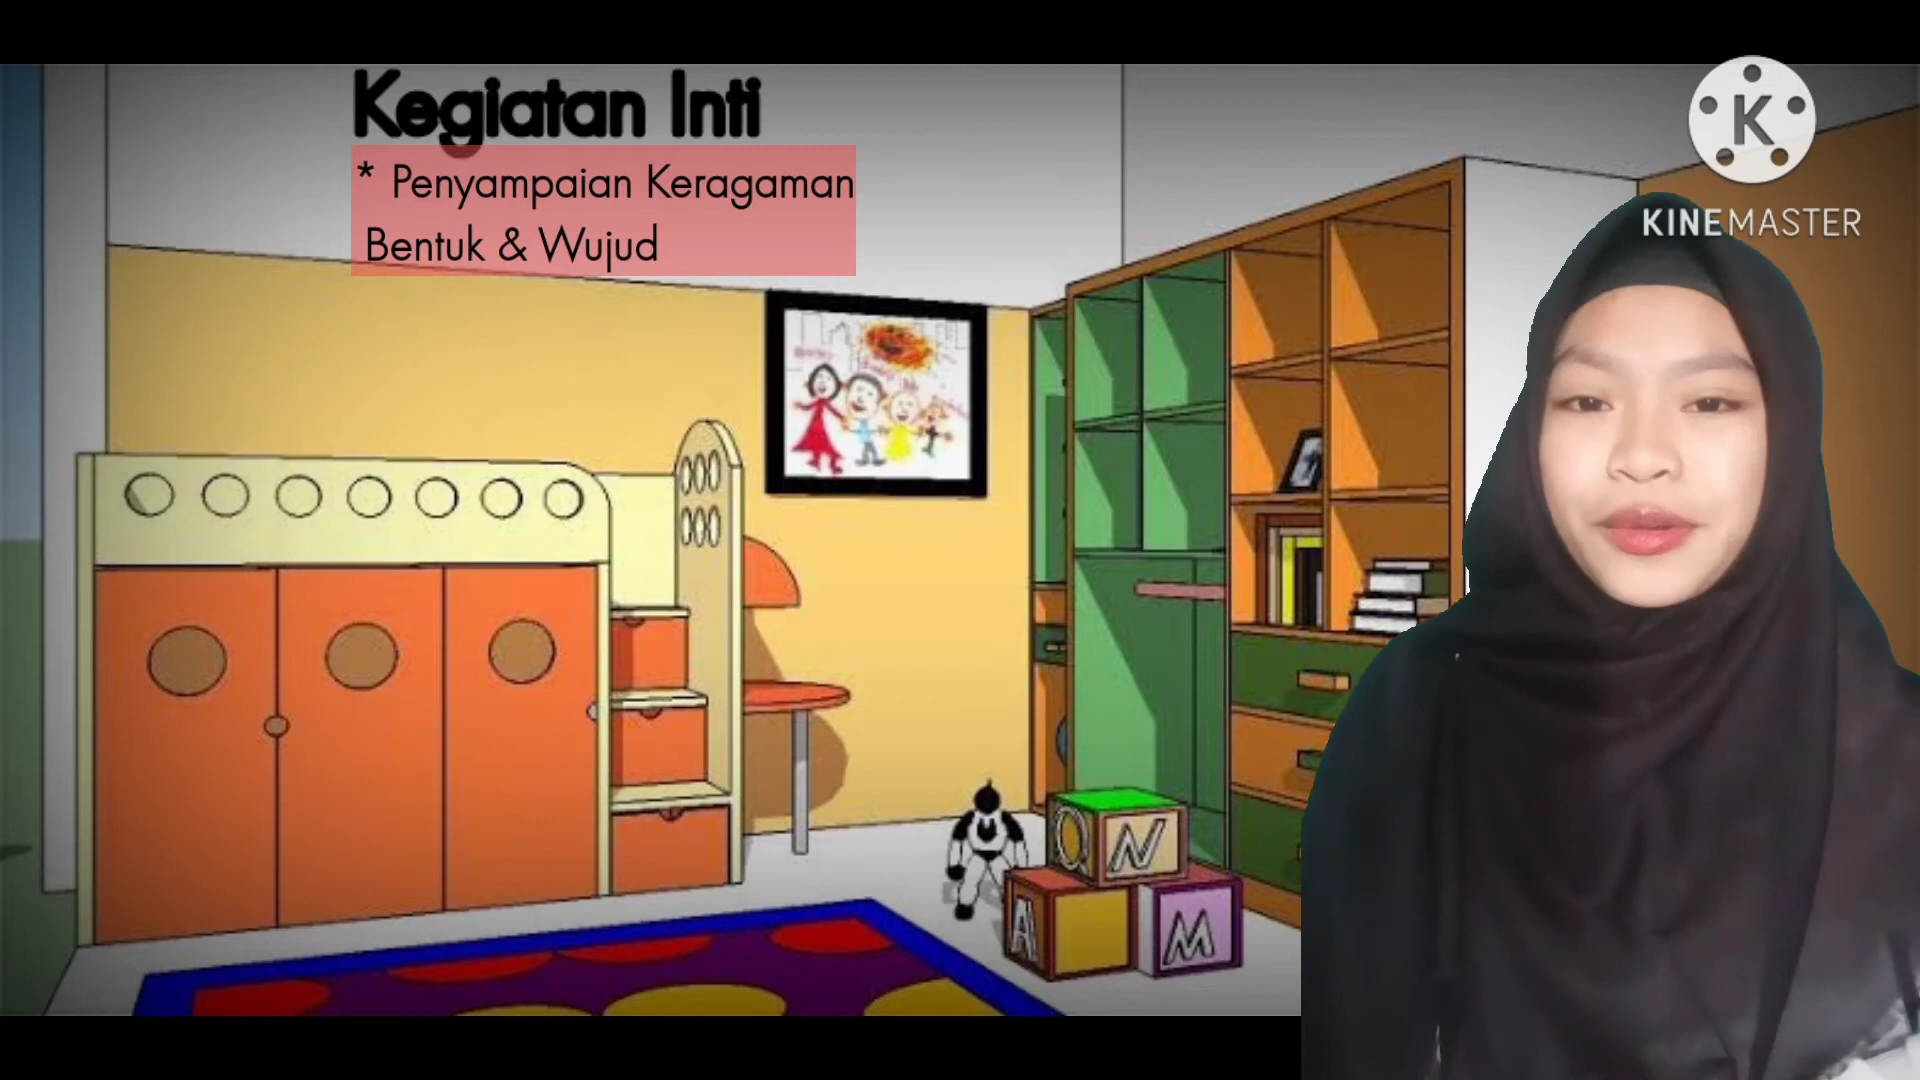 Kegiatan Inti
* Penyampaian Keragaman
Bentuk & Wujud
K
KINEMASTER
Q N
A M